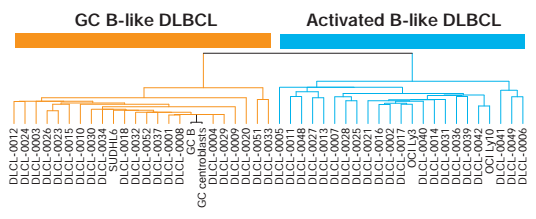 GC B-like DLBCL
Activated B-like DLBCL
DLCL-0012
DLCL-0024
DLCL-0003
DLCL-0026
DLCL-0023
DLCL-0015
DLCL-0010
DLCL-0030
DLCL-0034
SUDHL6
DLCL-0018
DLCL-0032
DLCL-0052
DLCL-0037
DLCL-0001
DLCL-0008
GC B
GC centroblasts
DLCL-0004
DLCL-0029
DLCL-0009
DLCL-0020
DLCL-0051
DLCL-0033
DLCL-0005
DLCL-0011
DLCL-0048
DLCL-0027
DLCL-0013
DLCL-0007
DLCL-0028
DLCL-0025
DLCL-0021
DLCL-0016
DLCL-0002
DLCL-0017
OCI Ly3
DLCL-0040
DLCL-0014
DLCL-0031
DLCL-0036
DLCL-0039
DLCL-0042
OCI Ly10
DLCL-0041
DLCL-0049
DLCL-0006